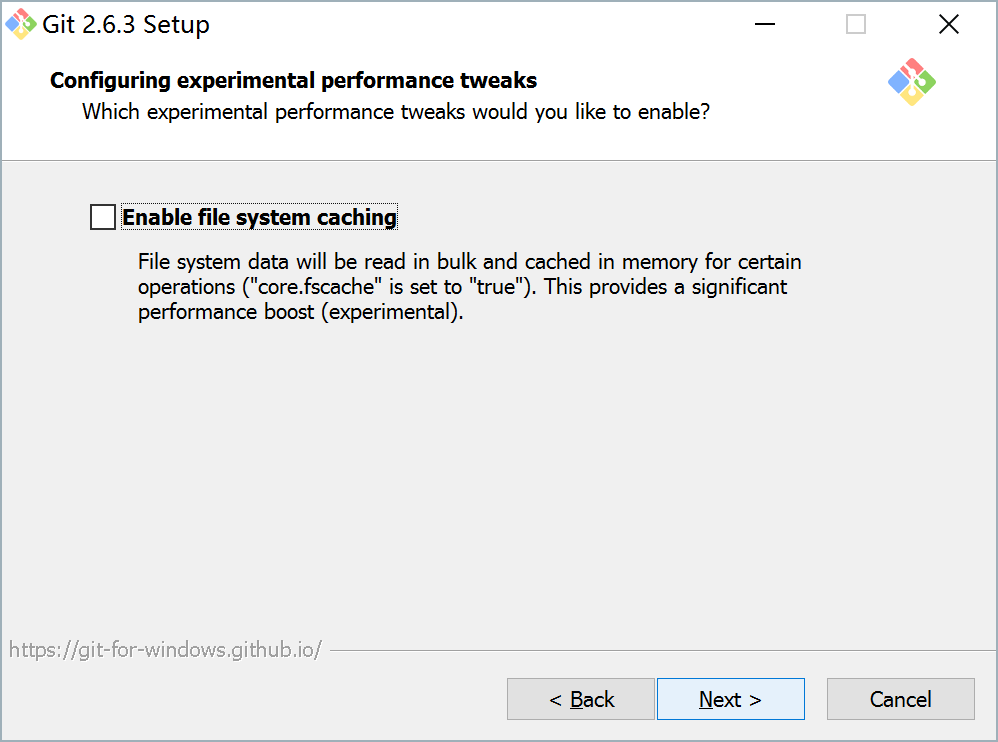 Git 2.6.3 Setup
Configuring experimental performance tweaks
Which experimental performance tweaks would you like to enable?
Enable file system caching
File system data will be read in bulk and cached in memory for certain
operations ("core.fscache" is set to "true"). This provides a significant
performance boost (experimental).
https://git-for-windows.github.io/
< Back Next > Cancel